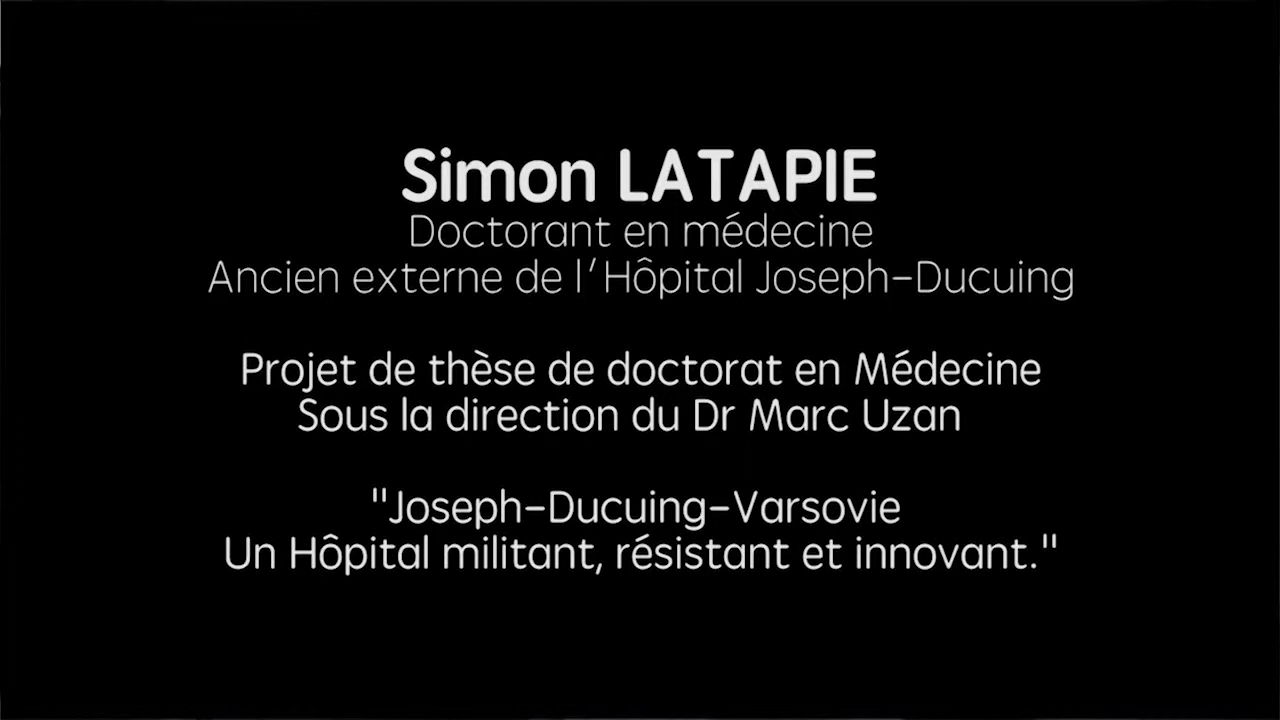 Simon LATAPIE
Doctorant en médecine
Ancien externe de l'Hôpital Joseph-Ducuing
Projet de thèse de doctorat en Médecine
Sous la direction du Dr Marc Uzan
"Joseph-Ducuing-Varsovie
Un Hôpital militant, résistant et innovant."